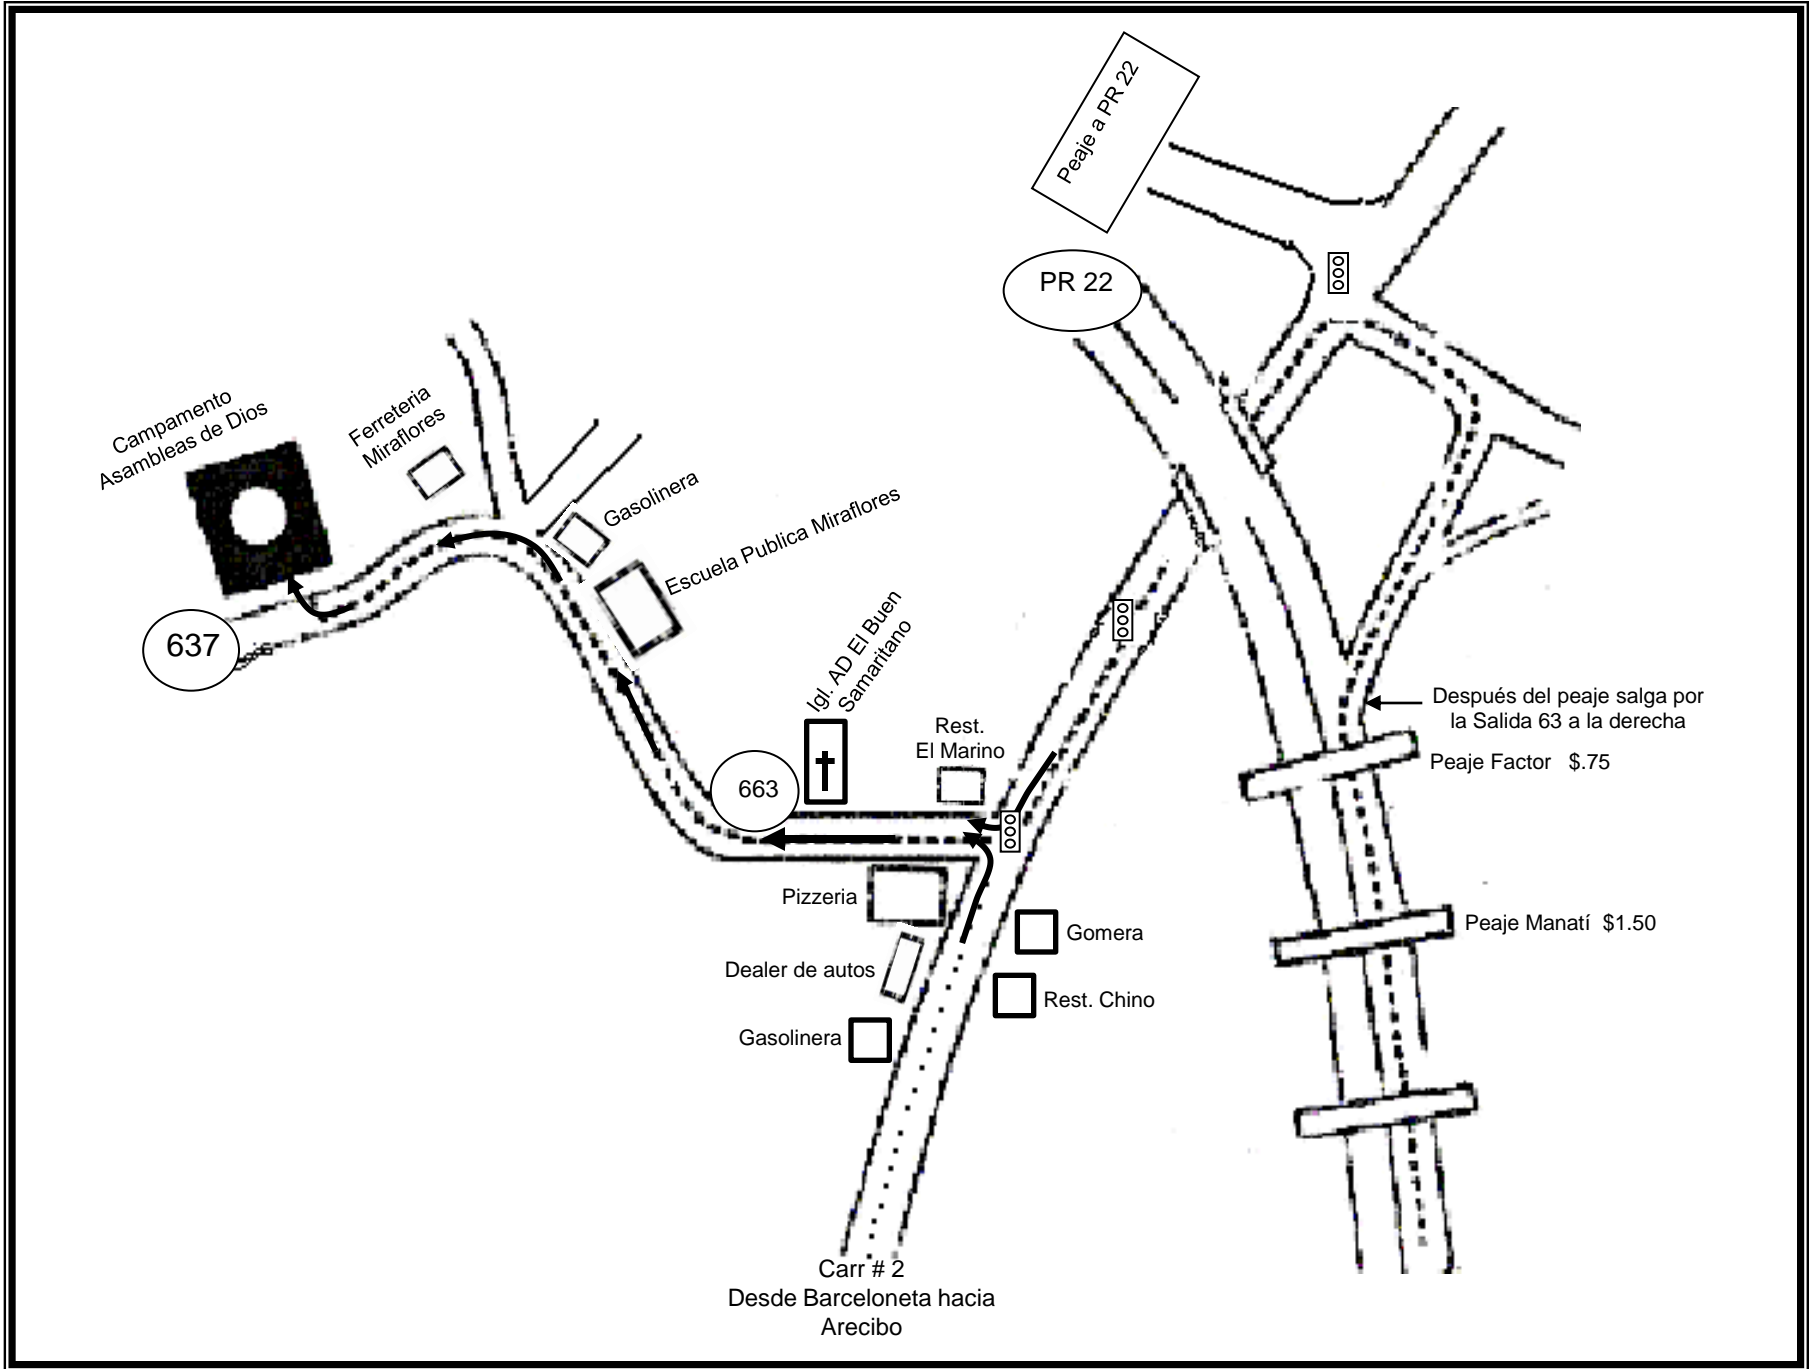 Peaje a PR 22
PR 22
Campamento
Asambleas de Dios
Ferreteria
Miraflores
Gasolinera
Escuela Publica Miraflores
637
Igl. AD El Buen
Samaritano
Rest.
El Marino
663
Después del peaje salga por
la Salida 63 a la derecha
Peaje Factor $.75
Pizzeria
Gomera
Peaje Manatí $1.50
Dealer de autos
Rest. Chino
Gasolinera
Carr # 2
Desde Barceloneta hacia
Arecibo